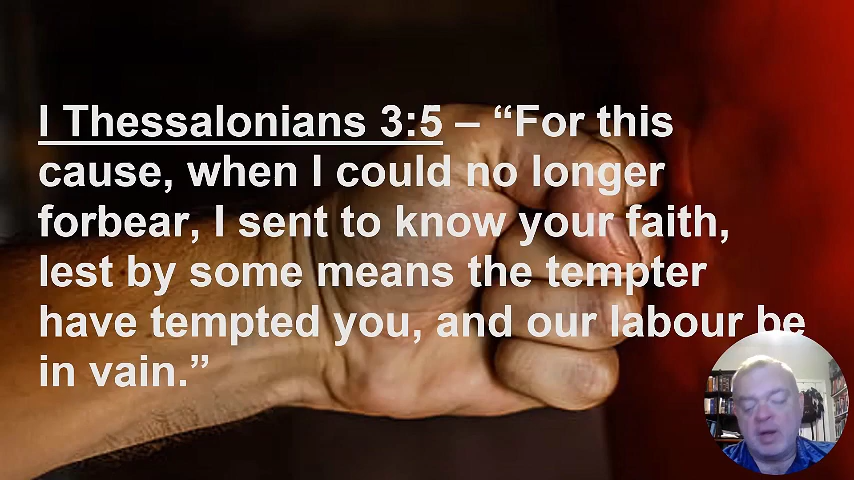 I Thessalonians 3:5 – “For this
cause, when I could no longer
forbear, I sent to know your faith,
lest by some means the tempter
have tempted you, and our labour be
in vain.”